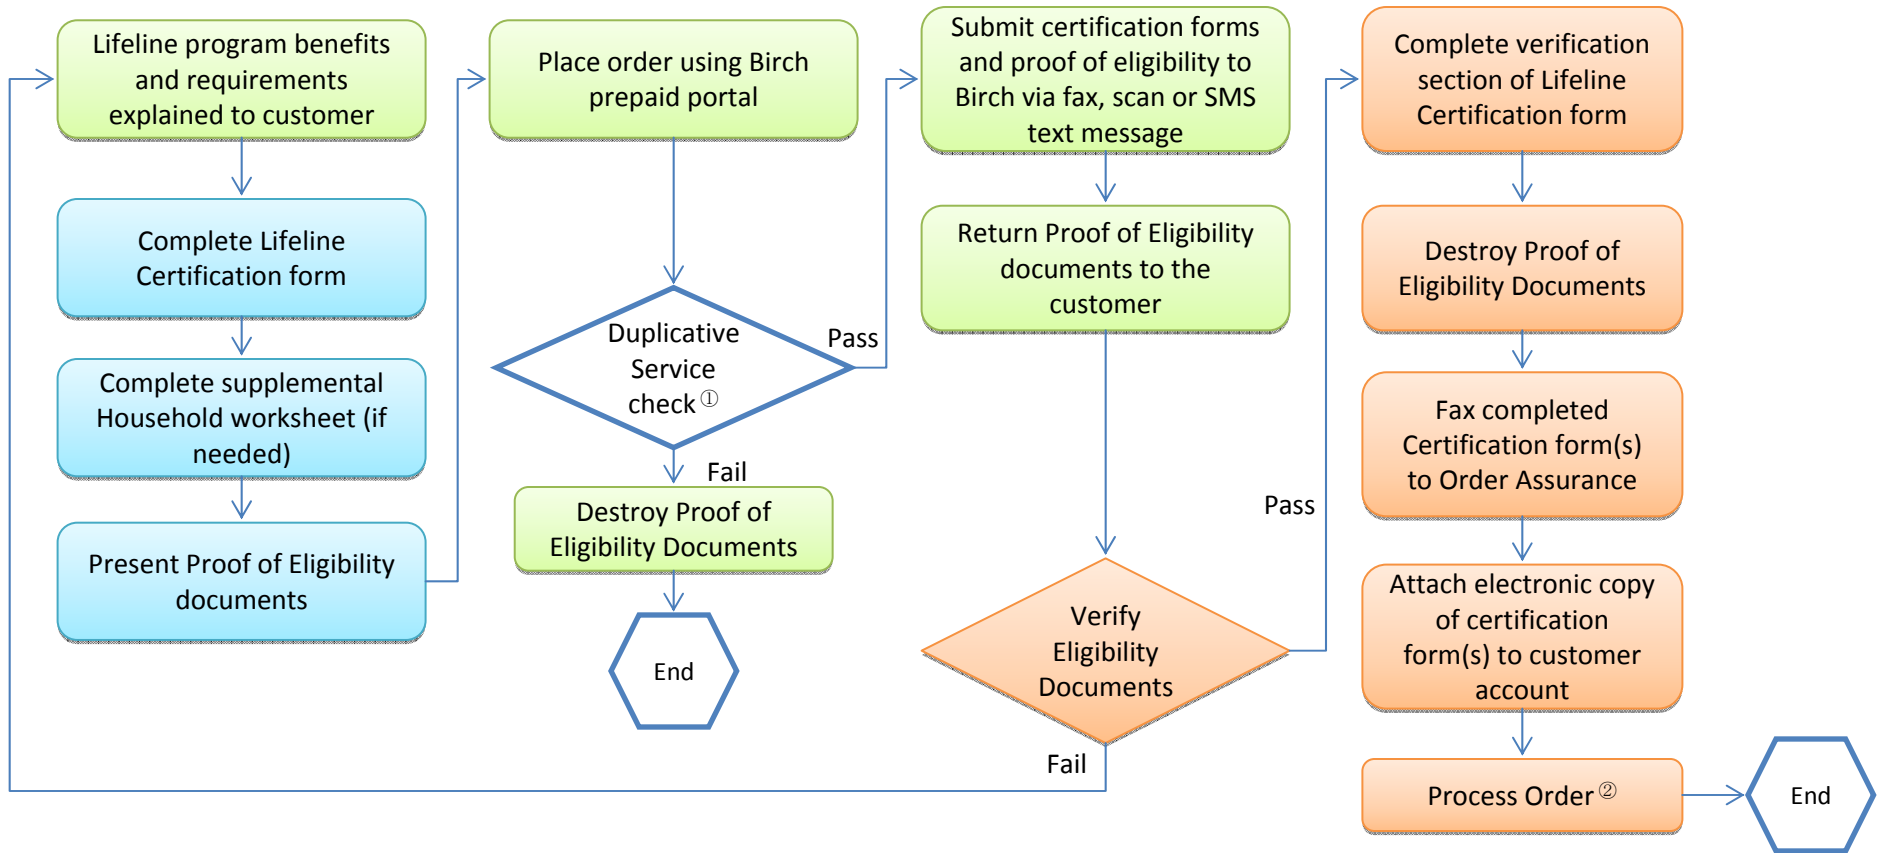 Lifeline program benefits
and requirements
explained to customer
Complete Lifeline
Certification form
Complete supplemental
Household worksheet (if
needed)
Present Proof of Eligibility
documents
Place order using Birch
prepaid portal
Duplicative
Service
check ①
Pass
Fail
Destroy Proof of
Eligibility Documents
End
Submit certification forms
and proof of eligibility to
Birch via fax, scan or SMS
text message
Return Proof of Eligibility
documents to the
customer
Verify
Eligibility
Documents
Pass
Fail
Complete verification
section of Lifeline
Certification form
Destroy Proof of
Eligibility Documents
Fax completed
Certification form(s)
to Order Assurance
Attach electronic copy
of certification
form(s) to customer
account
Process Order ②
End